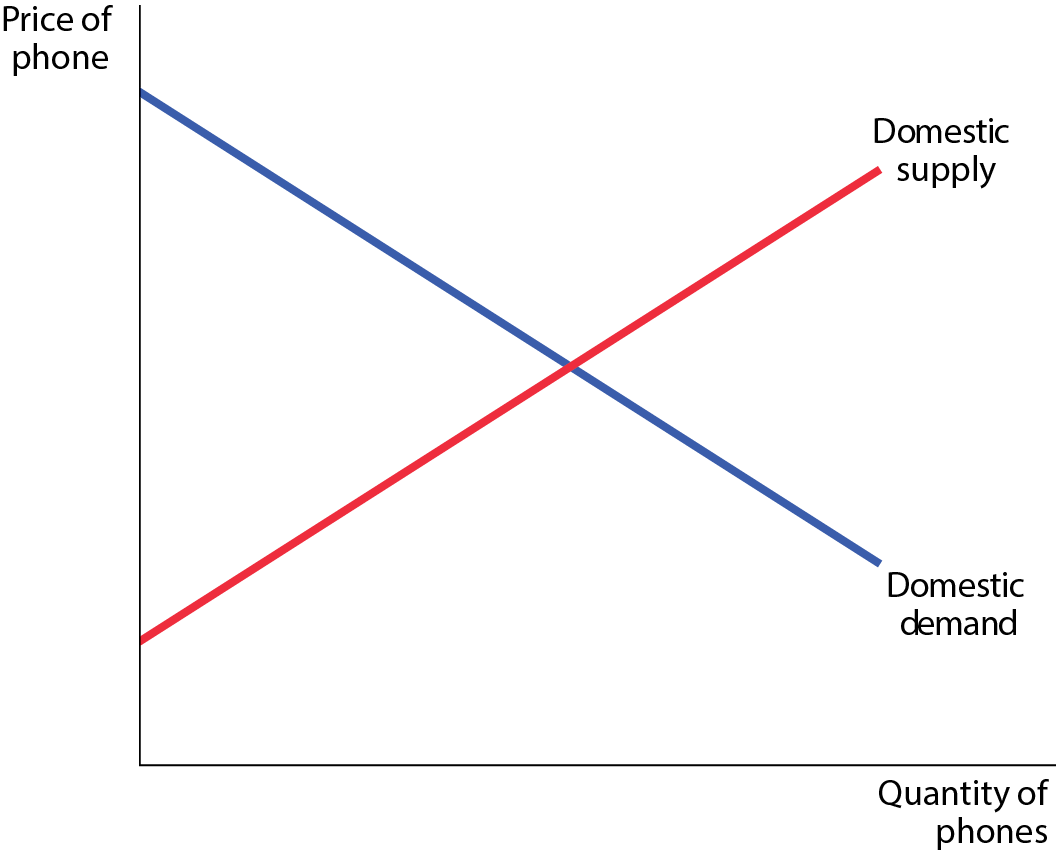 Price of
phone
Domestic
supply
Domestic
demand
Quantity of
phones